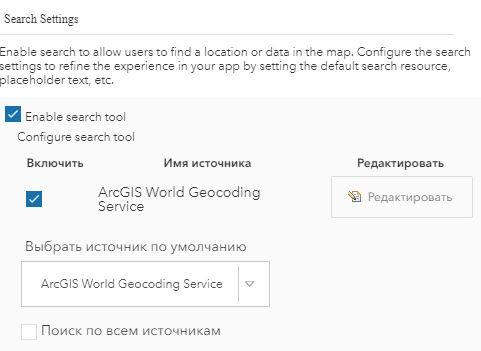 Search Settings
Enable search to allow users to find a location or data in the map. Configure the search
settings to refine the experience in your app by setting the default search resource,
placeholder text, etc.
Enable search tool
Configure search tool
Включить Имя источника Редактировать
ArcGIS World Geocoding
Service
Редактировать
Выбрать источник по умолчанию
ArcGIS World Geocoding Service
Поиск по всем источникам